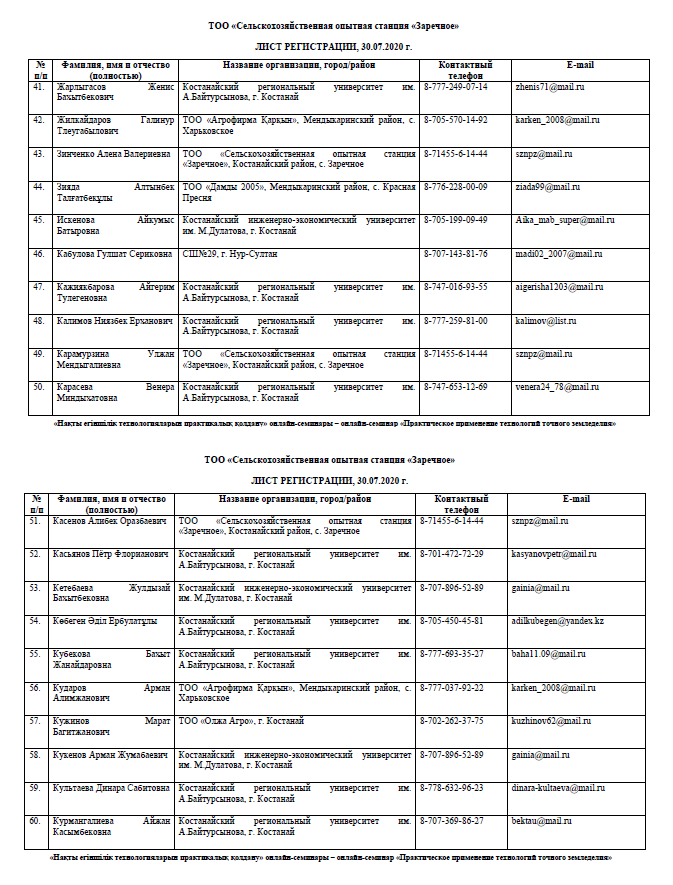 ТОО «Сельскохозяйственная опытная станция «Заречное»
ЛИСТ РЕГИСТРАЦИИ, 30.07.2020 г.
№ Фамилия, имя и отчество Название организации, город/район Контактный E-mail
п/п (полностью) телефон
41. Жарлыгасов Женис Костанайский региональный университет им. 8-777-249-07-14 zhenis71@mail.ru
Бахытбекович А.Байтурсынова, г. Костанай
42. Жилкайдаров Галинур ТОО «Агрофирма Қарқын», Мендыкаринский район, с. 8-705-570-14-92 karken_2008@mail.ru
Тлеугабылович Харьковское
43. Зинченко Алена Валериевна ТОО «Сельскохозяйственная опытная станция 8-71455-6-14-44 sznpz@mail.ru
«Заречное», Костанайский район, с. Заречное
44. Зияда Алтынбек ТОО «Дамды 2005», Мендыкаринский район, с. Красная 8-776-228-00-09 ziada99@mail.ru
Талғатбекұлы Пресня
45. Искенова Айкумыс Костанайский инженерно-экономический университет 8-705-199-09-49 Aika_mab_super@mail.ru
Батыровна им. М.Дулатова, г. Костанай
46. Кабулова Гулшат Сериковна СШ№29, г. Нур-Султан 8-707-143-81-76 madi02_2007@mail.ru
47. Кажиякбарова Айгерим Костанайский региональный университет им. 8-747-016-93-55 aigerisha1203@mail.ru
Тулегеновна А.Байтурсынова, г. Костанай
48. Калимов Ниязбек Ерханович Костанайский региональный университет им. 8-777-259-81-00 kalimov@list.ru
А.Байтурсынова, г. Костанай
49. Карамурзина Улжан ТОО «Сельскохозяйственная опытная станция 8-71455-6-14-44 sznpz@mail.ru
Мендыгалиевна «Заречное», Костанайский район, с. Заречное
50. Карасева Венера Костанайский региональный университет им. 8-747-653-12-69 venera24_78@mail.ru
Миндыхатовна А.Байтурсынова, г. Костанай
«Нақты егіншілік технологияларын практикалық қолдану» онлайн-семинары – онлайн-семинар «Практическое применение технологий точного земледелия»
ТОО «Сельскохозяйственная опытная станция «Заречное»
ЛИСТ РЕГИСТРАЦИИ, 30.07.2020 г.
№ Фамилия, имя и отчество Название организации, город/район Контактный E-mail
п/п (полностью) телефон
51. Касенов Алибек Оразбаевич ТОО «Сельскохозяйственная опытная станция 8-71455-6-14-44 sznpz@mail.ru
«Заречное», Костанайский район, с. Заречное
52. Касьянов Пётр Флорианович Костанайский региональный университет им. 8-701-472-72-29 kasyanovpetr@mail.ru
А.Байтурсынова, г. Костанай
53. Кетебаева Жулдызай Костанайский инженерно-экономический университет 8-707-896-52-89 gainia@mail.ru
Бахытбековна им. М.Дулатова, г. Костанай
54. Көбеген Әділ Ербулатұлы Костанайский региональный университет им. 8-705-450-45-81 adilkubegen@yandex.kz
А.Байтурсынова, г. Костанай
55. Кубекова Бахыт Костанайский региональный университет им. 8-777-693-35-27 baha11.09@mail.ru
Жанайдаровна А.Байтурсынова, г. Костанай
56. Кударов Арман ТОО «Агрофирма Қарқын», Мендыкаринский район, с. 8-777-037-92-22 karken_2008@mail.ru
Алимжанович Харьковское
57. Кужинов Марат ТОО «Олжа Агро», г. Костанай 8-702-262-37-75 kuzhinov62@mail.ru
Багитжанович
58. Кукенов Арман Жумабаевич Костанайский инженерно-экономический университет 8-707-896-52-89 gainia@mail.ru
им. М.Дулатова, г. Костанай
59. Культаева Динара Сабитовна Костанайский региональный университет им. 8-778-632-96-23 dinara-kultaeva@mail.ru
А.Байтурсынова, г. Костанай
60. Курмангалиева Айжан Костанайский региональный университет им. 8-707-369-86-27 bektau@mail.ru
Касымбековна А.Байтурсынова, г. Костанай
«Нақты егіншілік технологияларын практикалық қолдану» онлайн-семинары – онлайн-семинар «Практическое применение технологий точного земледелия»